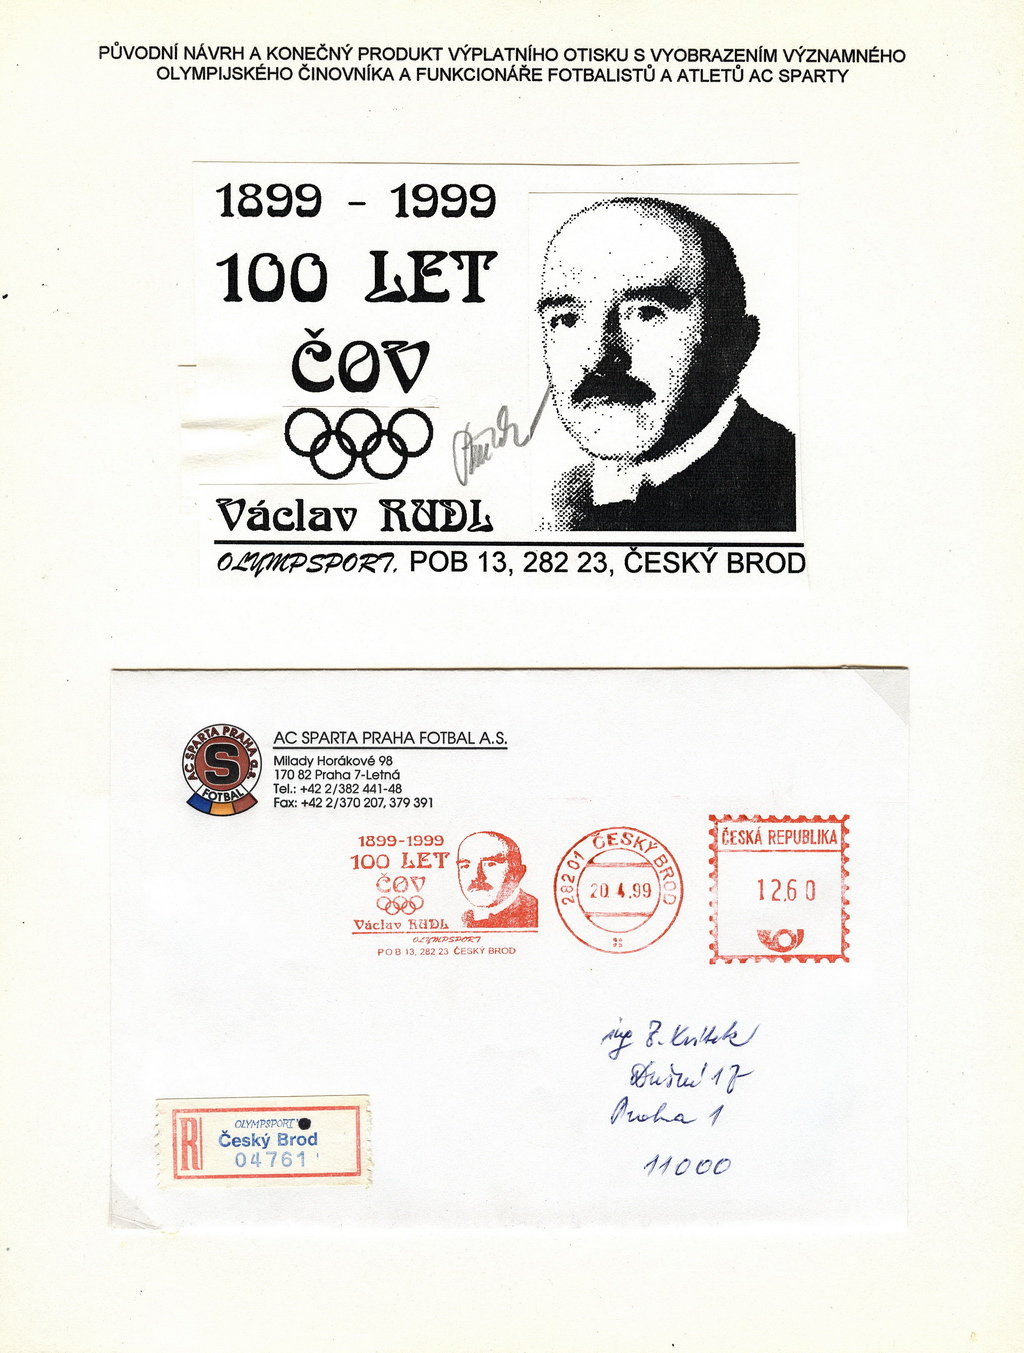 PŮVODNÍ NÁVRH A KONEČNÝ PRODUKT VÝPLATNÍHO OTISKU S VYOBRAZENÍM VÝZNAMNÉHO
OLYMPIJSKÉHO ČINOVNÍKA A FUNKCIONÁŘE FOTBALISTŮ A ATLETŮ AC SPARTY
1899 - 1999
100 LET
ČOV
Václav RUDL
OLYMPSPORT, POB 13, 282 23, ČESKÝ BROD
AC SPARTA PRAHA a.s.
S
FOTBAL
AC SPARTA PRAHA FOTBAL A.S.
Milady Horákové 98
170 82 Praha 7-Letná
Tel.: +42 2/382 441-48
Fax: +42 2/370 207, 379 391
1899-1999
100 LET
ČOV
Václav RUDL
OLYMPSPORT
POB 13, 282 23 ČESKÝ BROD
282 01 ČESKÝ BROD
20.4.99
ČESKÁ REPUBLIKA
12.60
ing Z. Kvítek
Dušní 17
Praha 1
11000
R
OLYMPSPORT
Český Brod
04761